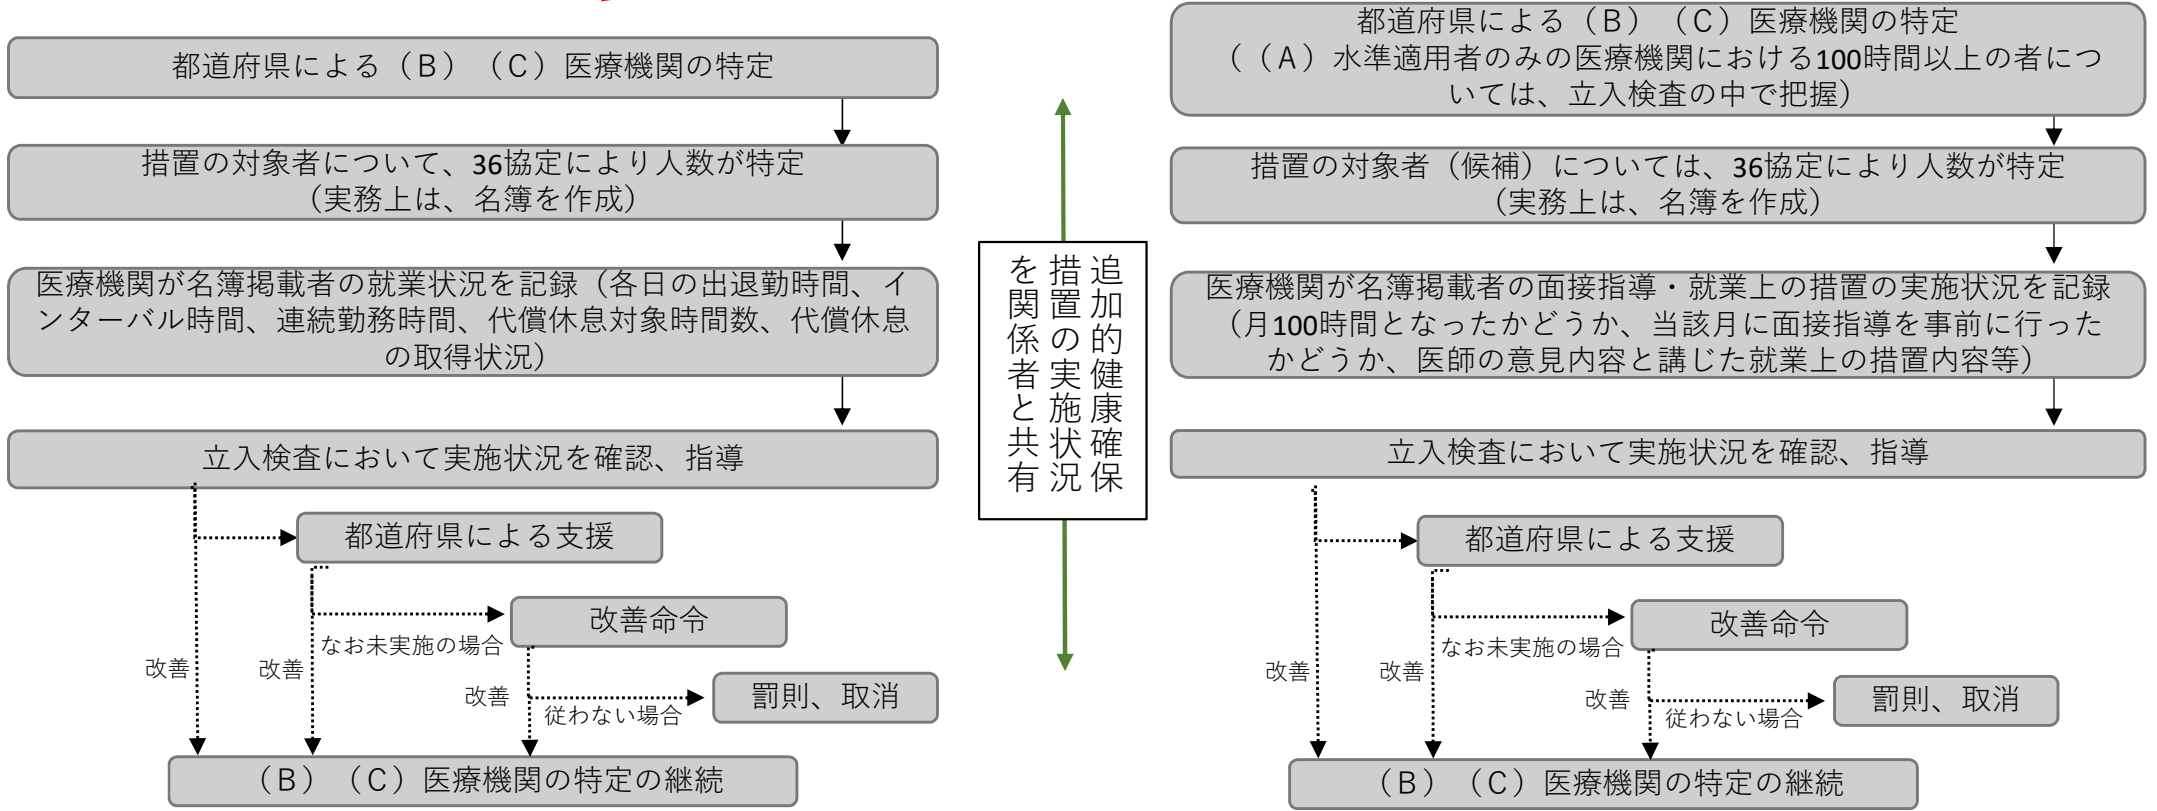 都道府県による（Ｂ）（Ｃ）医療機関の特定
措置の対象者について、36協定により人数が特定
（実務上は、名簿を作成）
医療機関が名簿掲載者の就業状況を記録（各日の出退勤時間、イ
ンターバル時間、連続勤務時間、代償休息対象時間数、代償休息
の取得状況）
立入検査において実施状況を確認、指導
都道府県による支援
改善命令
なお未実施の場合
改善
改善
改善
罰則、取消
従わない場合
（Ｂ）（Ｃ）医療機関の特定の継続
追加的健康確保
措置の実施状況
を関係者と共有
都道府県による（Ｂ）（Ｃ）医療機関の特定
（（Ａ）水準適用者のみの医療機関における100時間以上の者につ
いては、立入検査の中で把握）
措置の対象者（候補）については、36協定により人数が特定
（実務上は、名簿を作成）
医療機関が名簿掲載者の面接指導・就業上の措置の実施状況を記録
（月100時間となったかどうか、当該月に面接指導を事前に行った
かどうか、医師の意見内容と講じた就業上の措置内容等）
立入検査において実施状況を確認、指導
都道府県による支援
改善命令
なお未実施の場合
改善
改善
改善
罰則、取消
従わない場合
（Ｂ）（Ｃ）医療機関の特定の継続